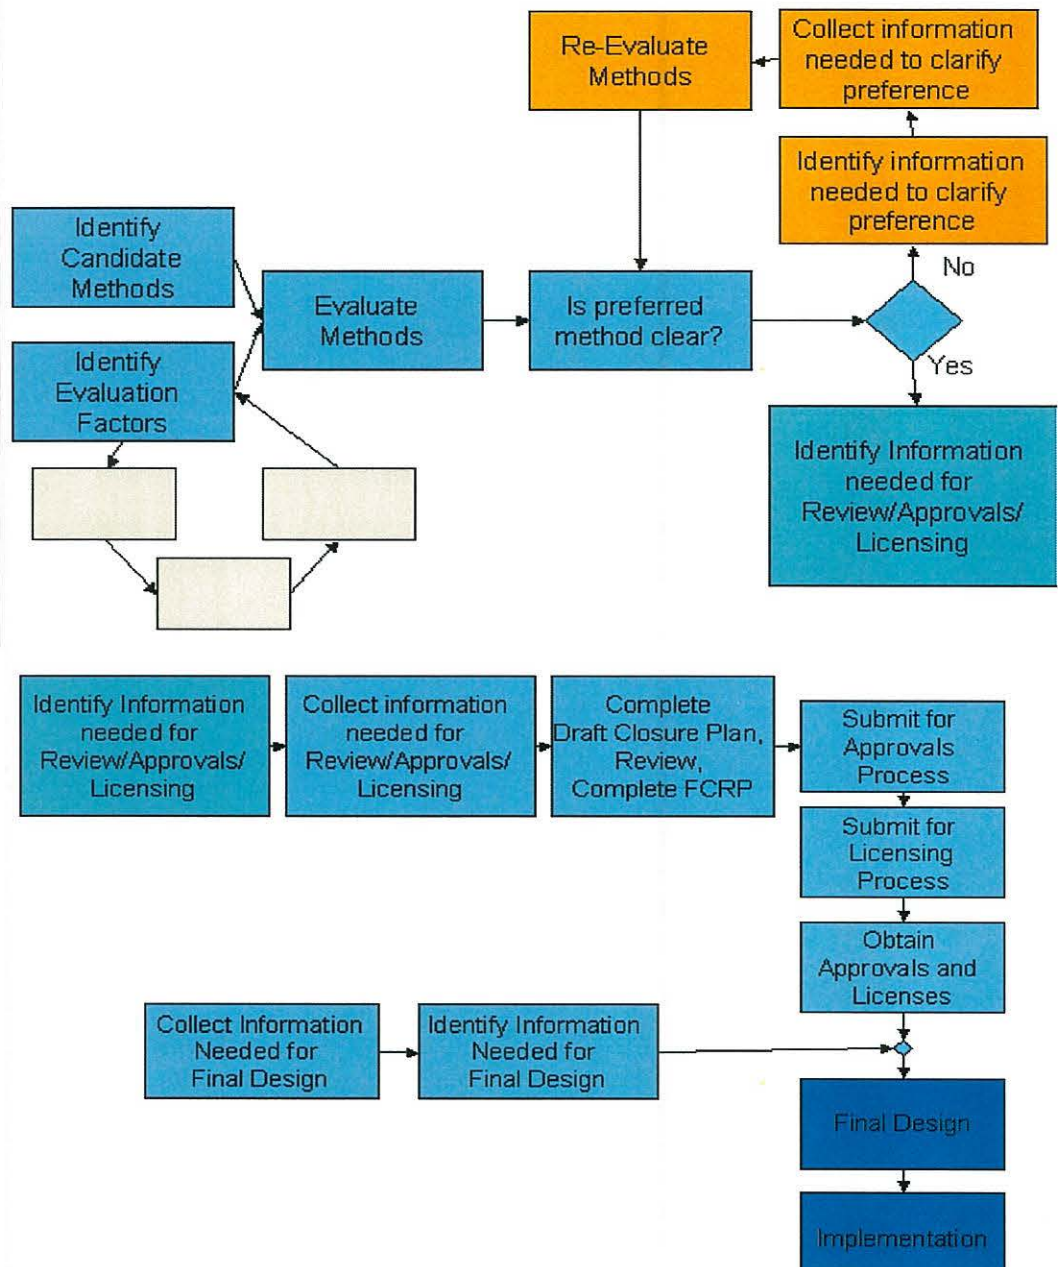 Re-Evaluate
Methods
Collect information
needed to clarify
preference
Identify information
needed to clarify
preference
Identify
Candidate
Methods
Evaluate
Methods
Is preferred
method clear?
No
Yes
Identify
Evaluation
Factors
Identify Information
needed for
Review/Approvals/
Licensing
Identify Information
needed for
Review/Approvals/
Licensing
Collect information
needed for
Review/Approvals/
Licensing
Complete
Draft Closure Plan,
Review,
Complete FCRP
Submit for
Approvals
Process
Submit for
Licensing
Process
Obtain
Approvals and
Licenses
Collect Information
Needed for
Final Design
Identify Information
Needed for
Final Design
Final Design
Implementation